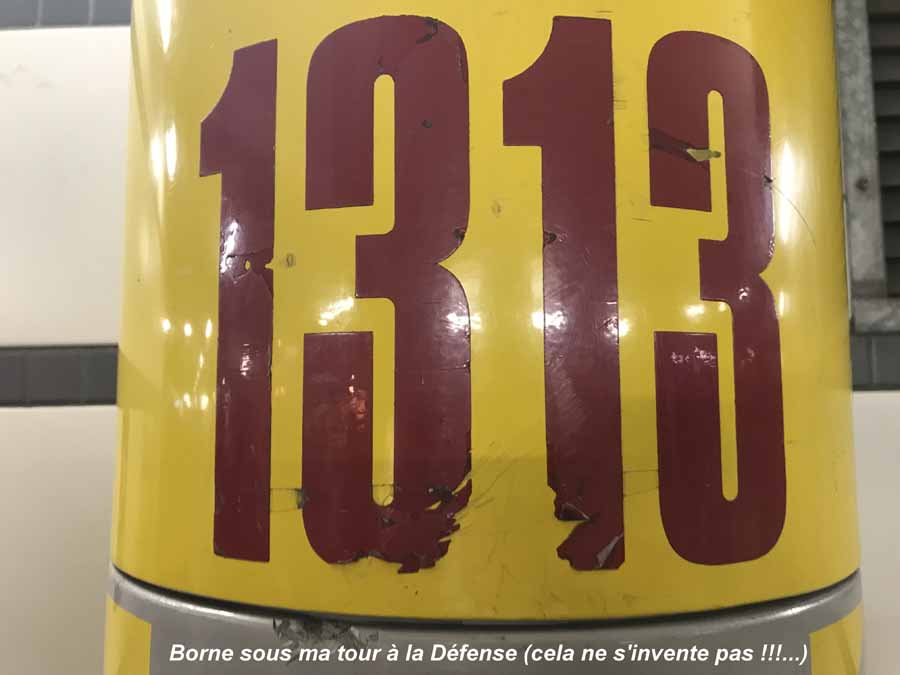 1313
Borne sous ma tour à la Défense (cela ne s'invente pas !!!...)